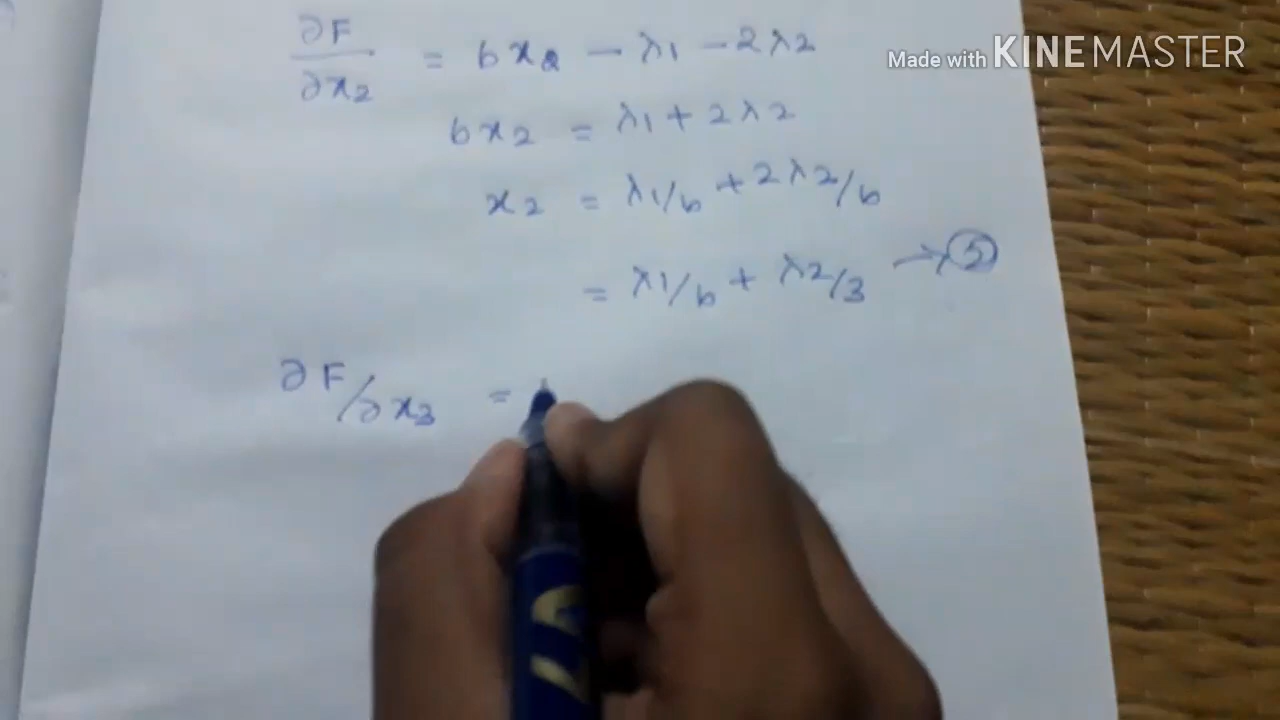 Made with KINEMASTER
∂F/∂x2 = 6x2 - λ1 - 2λ2
6x2 = λ1 + 2λ2
x2 = λ1/6 + 2λ2/6
= λ1/6 + λ2/3 → 5
∂F/∂x3 =